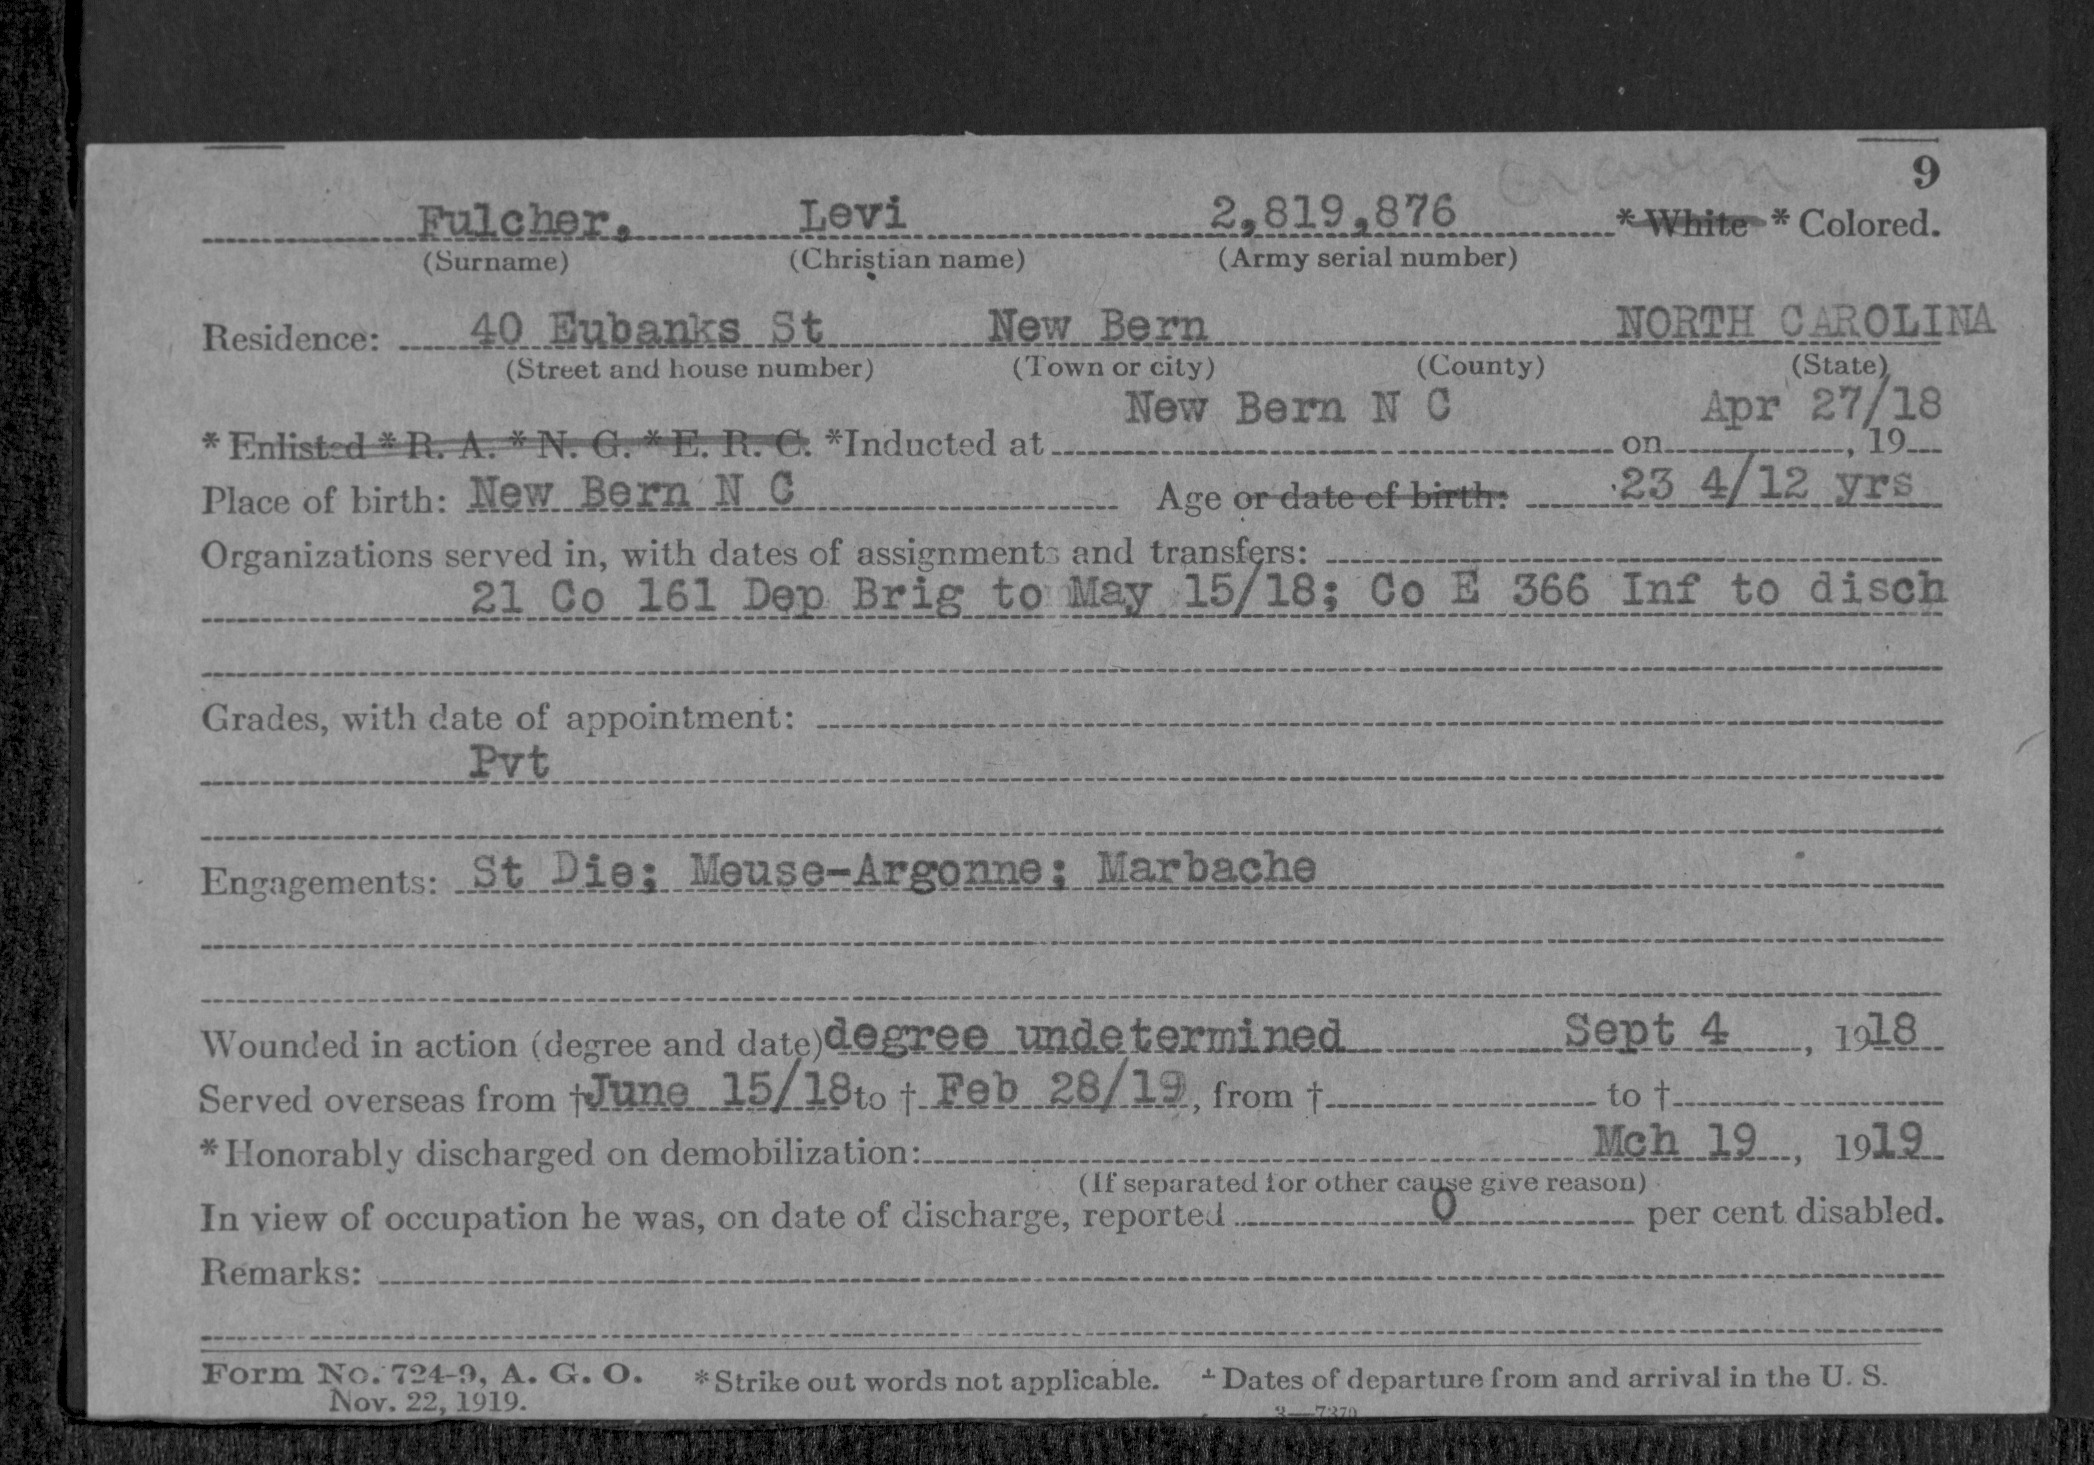 Craven
9
Fulcher, Levi 2,819,876 * White * Colored.
(Surname) (Christian name) (Army serial number)
Residence: 40 Eubanks St New Bern NORTH CAROLINA
(Street and house number) (Town or city) (County) (State)
New Bern N C Apr 27/18
* Enlisted * R. A. * N. G. * E. R. C. *Inducted at on , 19
Place of birth: New Bern N C Age or date of birth: 23 4/12 yrs
Organizations served in, with dates of assignments and transfers:
21 Co 161 Dep Brig to May 15/18; Co E 366 Inf to disch
Grades, with date of appointment:
Pvt
Engagements: St Die; Meuse-Argonne; Marbache
Wounded in action (degree and date) degree undetermined Sept 4 , 1918
Served overseas from † June 15/18 to † Feb 28/19, from † to †
* Honorably discharged on demobilization: Mch 19 , 1919
(If separated for other cause give reason)
In view of occupation he was, on date of discharge, reported 0 per cent disabled.
Remarks:
Form No. 724-9, A. G. O. * Strike out words not applicable. † Dates of departure from and arrival in the U. S.
Nov. 22, 1919.
3—7379